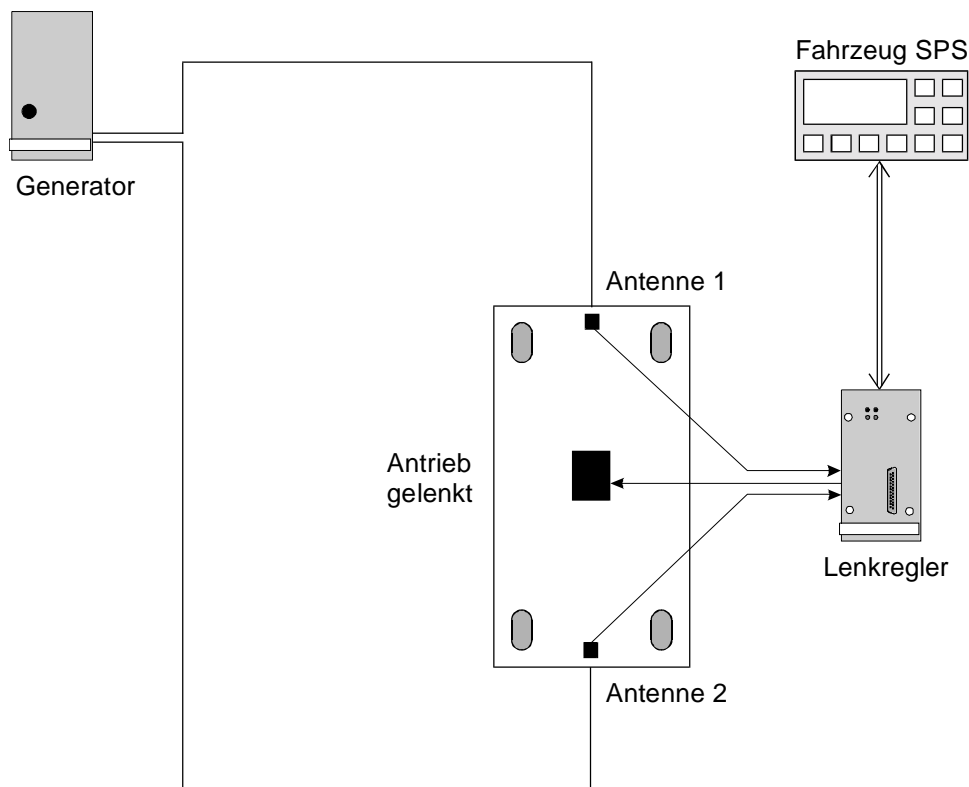 Fahrzeug SPS
Generator
Antenne 1
Antrieb
gelenkt
Lenkregler
Antenne 2